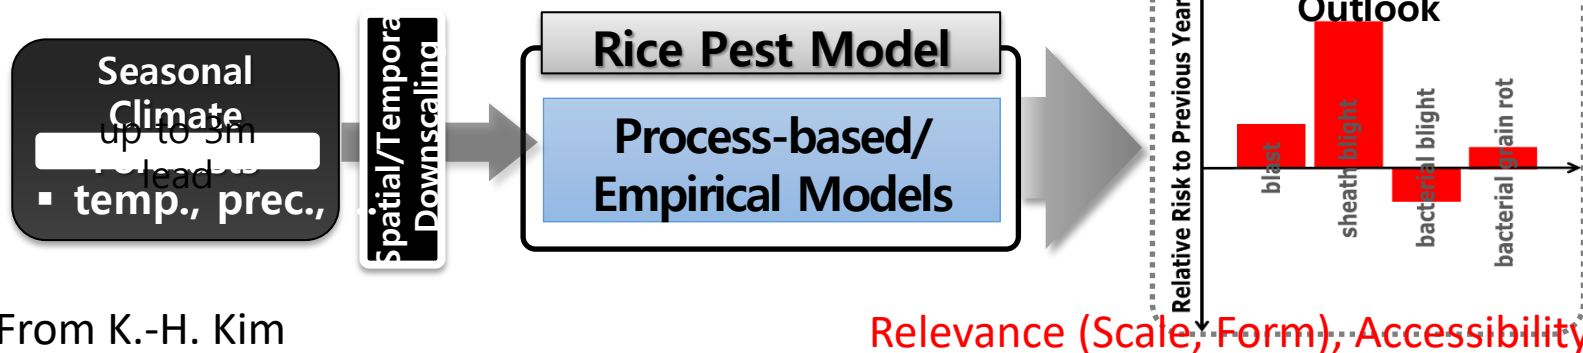 Seasonal
Climate
up to 3m
lead
▪ temp., prec., ...
Spatial/Temporal
Downscaling
Rice Pest Model
Process-based/
Empirical Models
Outlook
Relative Risk to Previous Year
blast
sheath blight
bacterial blight
bacterial grain rot
From K.-H. Kim
Relevance (Scale, Form), Accessibility